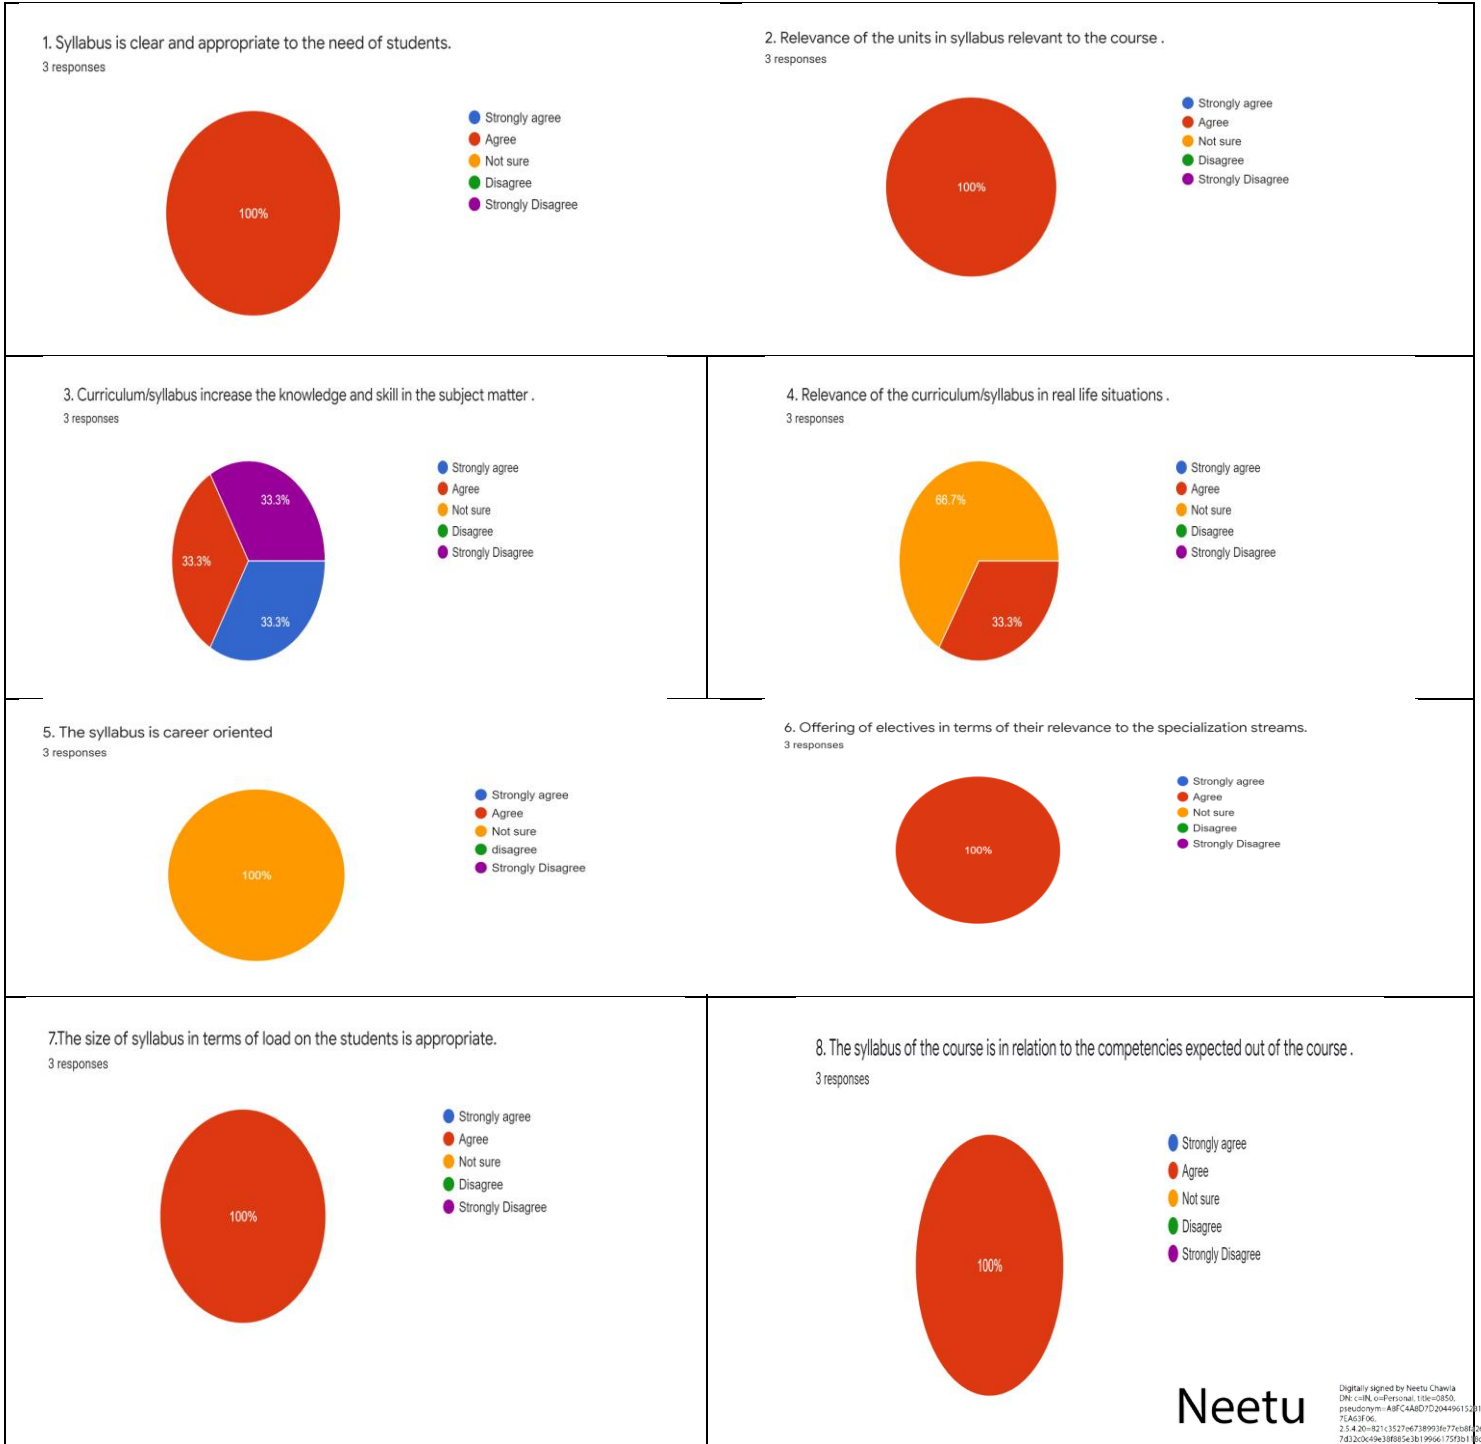 1. Syllabus is clear and appropriate to the need of students.
3 responses
100%
Strongly agree
Agree
Not sure
Disagree
Strongly Disagree
2. Relevance of the units in syllabus relevant to the course .
3 responses
100%
Strongly agree
Agree
Not sure
Disagree
Strongly Disagree
3. Curriculum/syllabus increase the knowledge and skill in the subject matter .
3 responses
33.3%
33.3%
33.3%
Strongly agree
Agree
Not sure
Disagree
Strongly Disagree
4. Relevance of the curriculum/syllabus in real life situations .
3 responses
66.7%
33.3%
Strongly agree
Agree
Not sure
Disagree
Strongly Disagree
5. The syllabus is career oriented
3 responses
100%
Strongly agree
Agree
Not sure
disagree
Strongly Disagree
6. Offering of electives in terms of their relevance to the specialization streams.
3 responses
100%
Strongly agree
Agree
Not sure
Disagree
Strongly Disagree
7.The size of syllabus in terms of load on the students is appropriate.
3 responses
100%
Strongly agree
Agree
Not sure
Disagree
Strongly Disagree
8. The syllabus of the course is in relation to the competencies expected out of the course .
3 responses
100%
Strongly agree
Agree
Not sure
Disagree
Strongly Disagree
Neetu
Digitally signed by Neetu Chawla
DN: c=IN, o=Personal, title=0850,
7EA63F06,